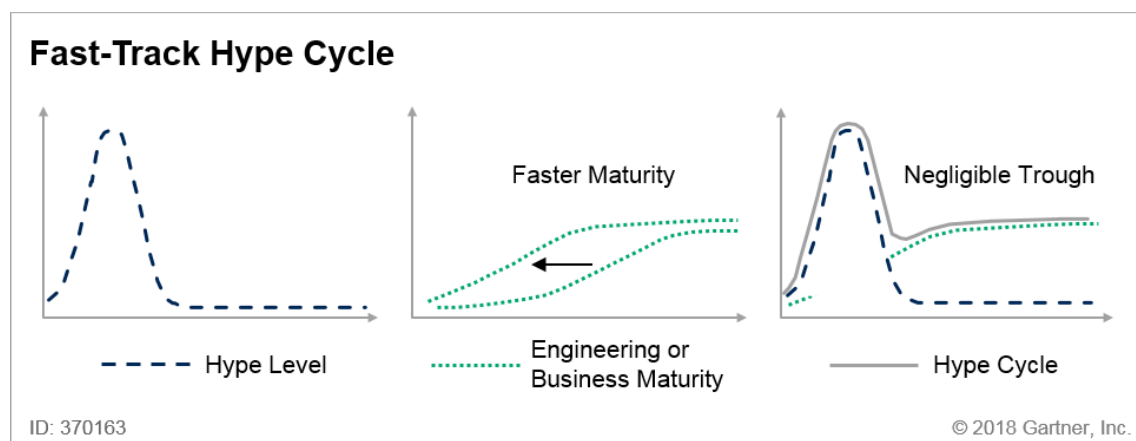 Fast-Track Hype Cycle
Faster Maturity
Negligible Trough
Hype Level
Engineering or
Business Maturity
Hype Cycle
ID: 370163
© 2018 Gartner, Inc.